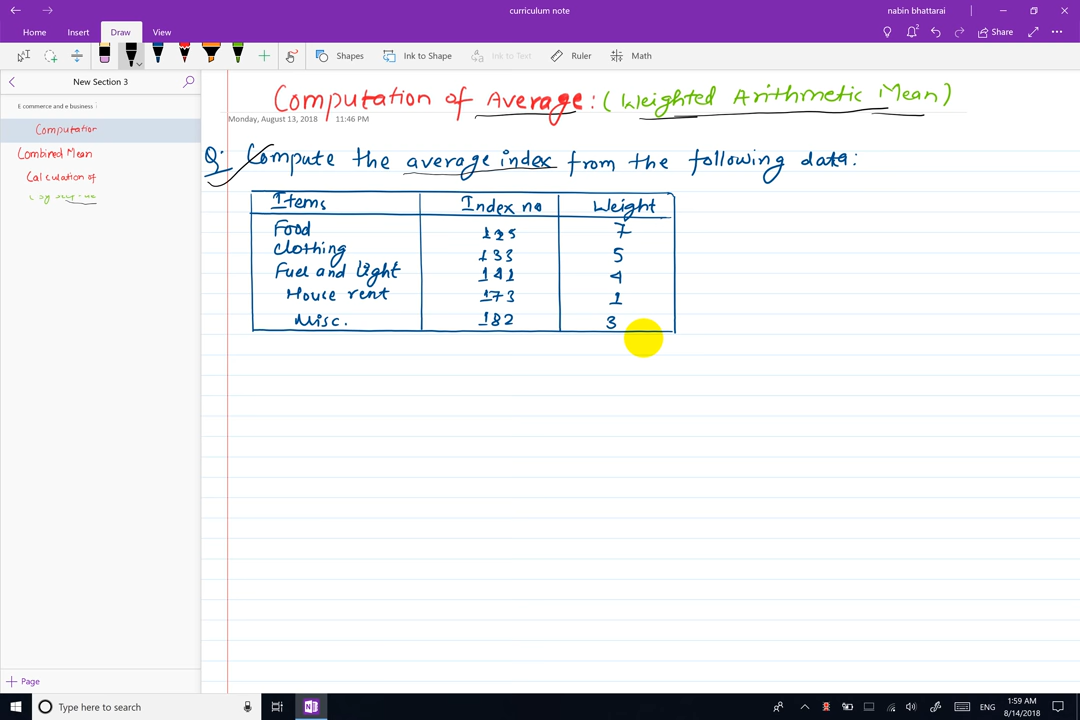 curriculum note
nabin bhattarai
Home Insert Draw View
Share
Shapes Ink to Shape Ink to Text Ruler Math
New Section 3
E commerce and e business
Computation
Combined Mean
Calculation of
Computation of Average: (Weighted Arithmetic Mean)
Monday, August 13, 2018 11:46 PM
Q: Compute the average index from the following data:
Items Index no Weight
Food 125 7
Clothing 133 5
Fuel and light 141 4
House rent 173 1
Misc. 182 3
+ Page
Type here to search
ENG
1:59 AM
8/14/2018